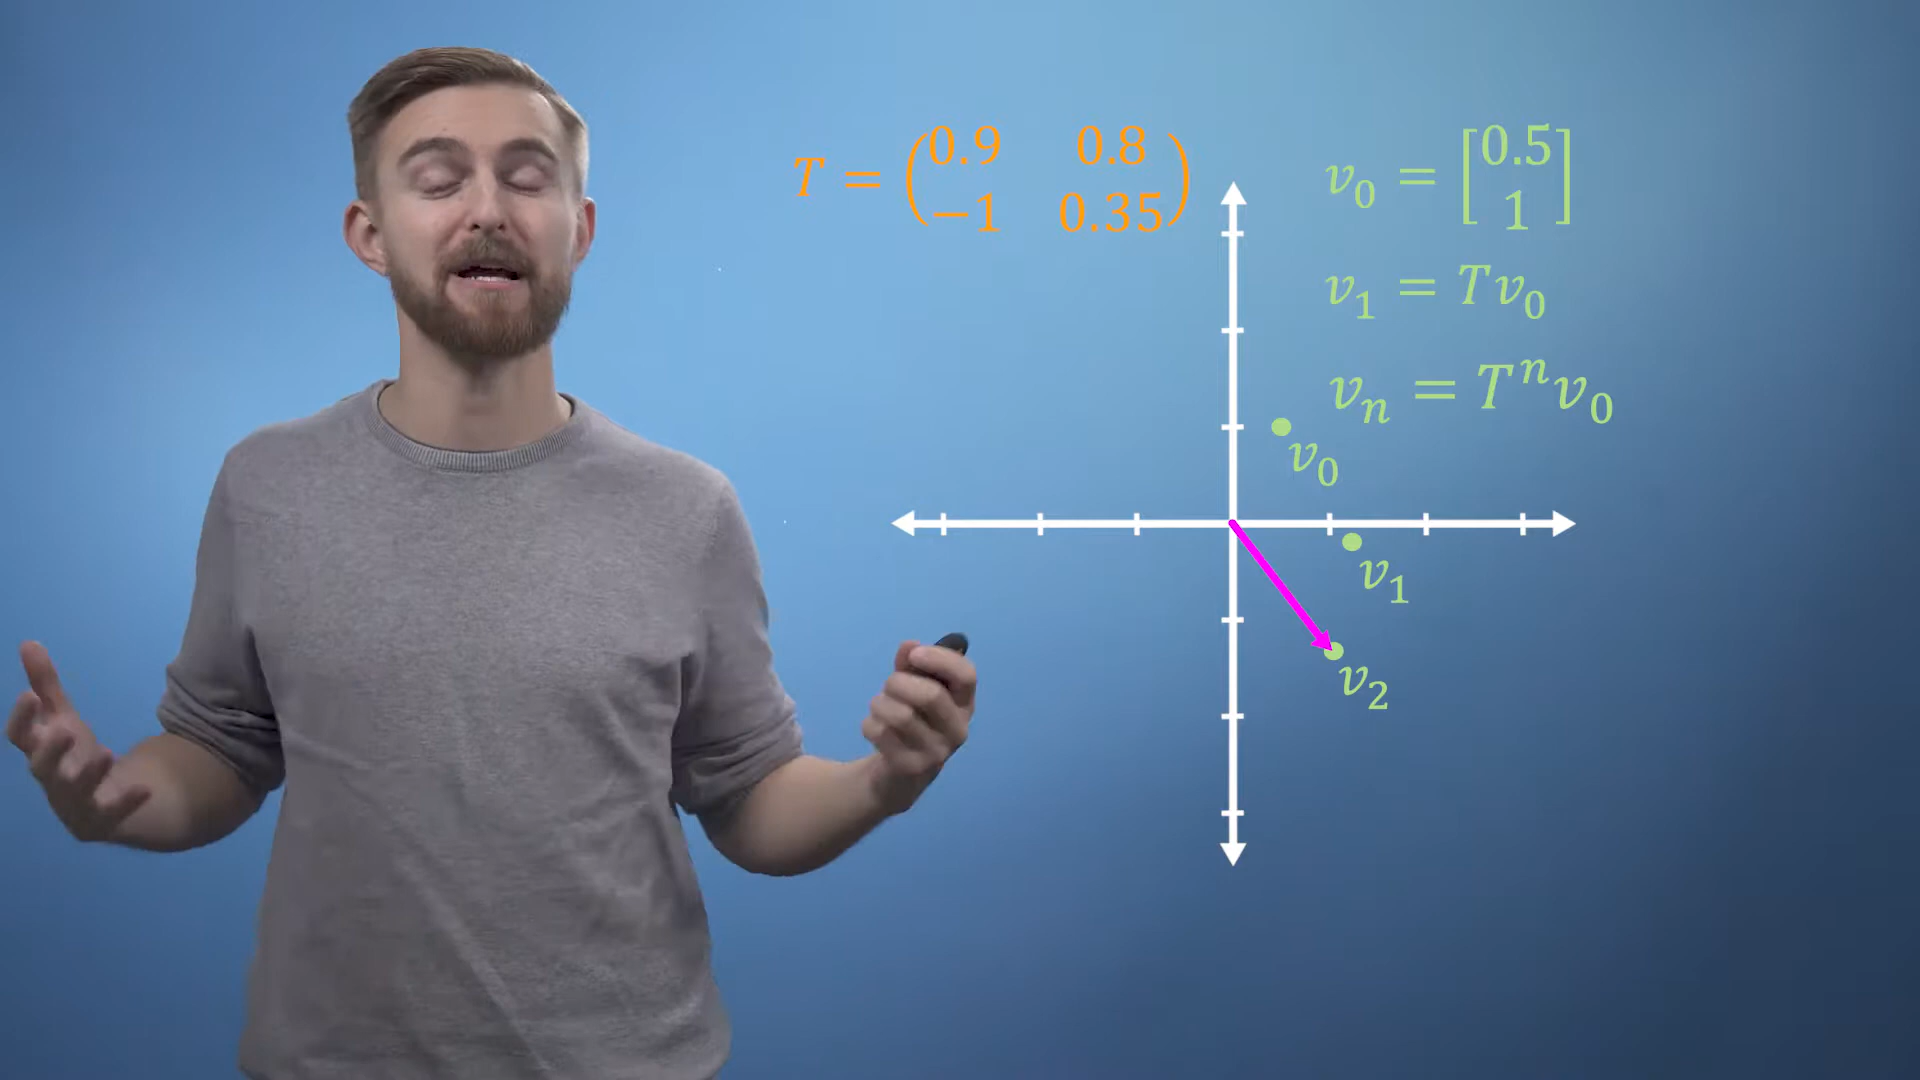 T = (0.9 0.8
−1 0.35)
v₀ = [0.5
1]
v₁ = Tv₀
vₙ = Tⁿv₀
v₀
v₁
v₂